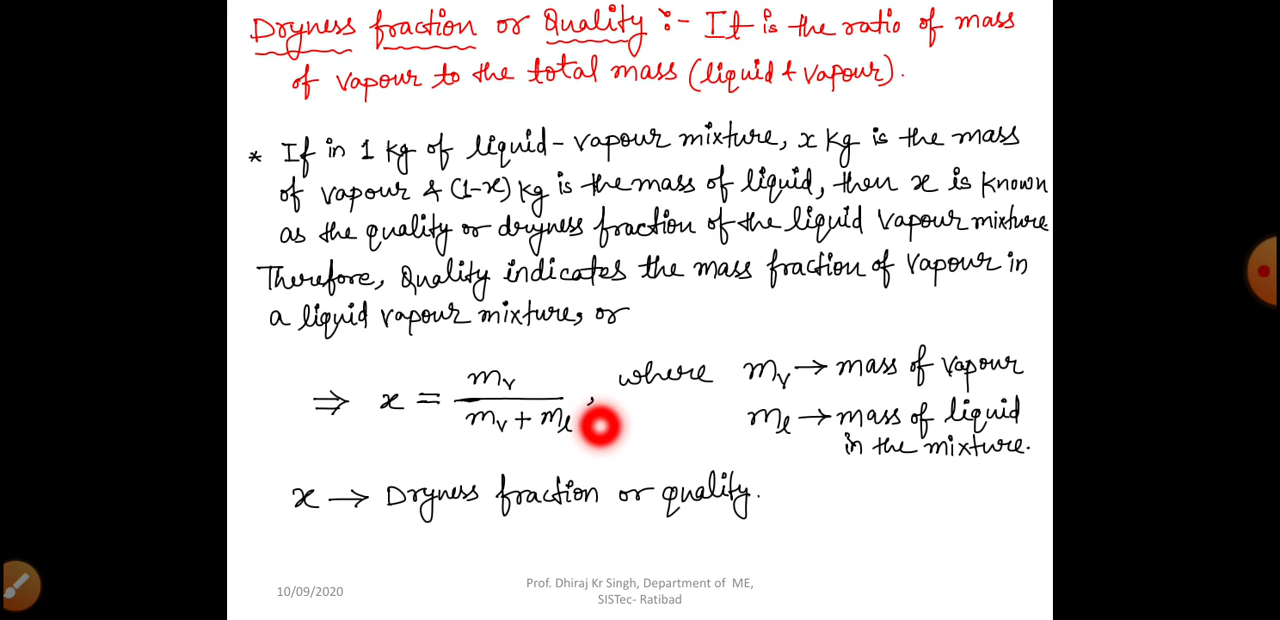 Dryness fraction or Quality :- It is the ratio of mass
of vapour to the total mass (liquid + vapour).
* If in 1 kg of liquid-vapour mixture, x kg is the mass
of vapour & (1-x) kg is the mass of liquid, then x is known
as the quality or dryness fraction of the liquid vapour mixture.
Therefore, Quality indicates the mass fraction of vapour in
a liquid vapour mixture, or
⇒ x = mv / (mv + ml), where mv → mass of vapour
ml → mass of liquid
in the mixture.
x → Dryness fraction or quality.
10/09/2020
Prof. Dhiraj Kr Singh, Department of ME,
SISTec- Ratibad